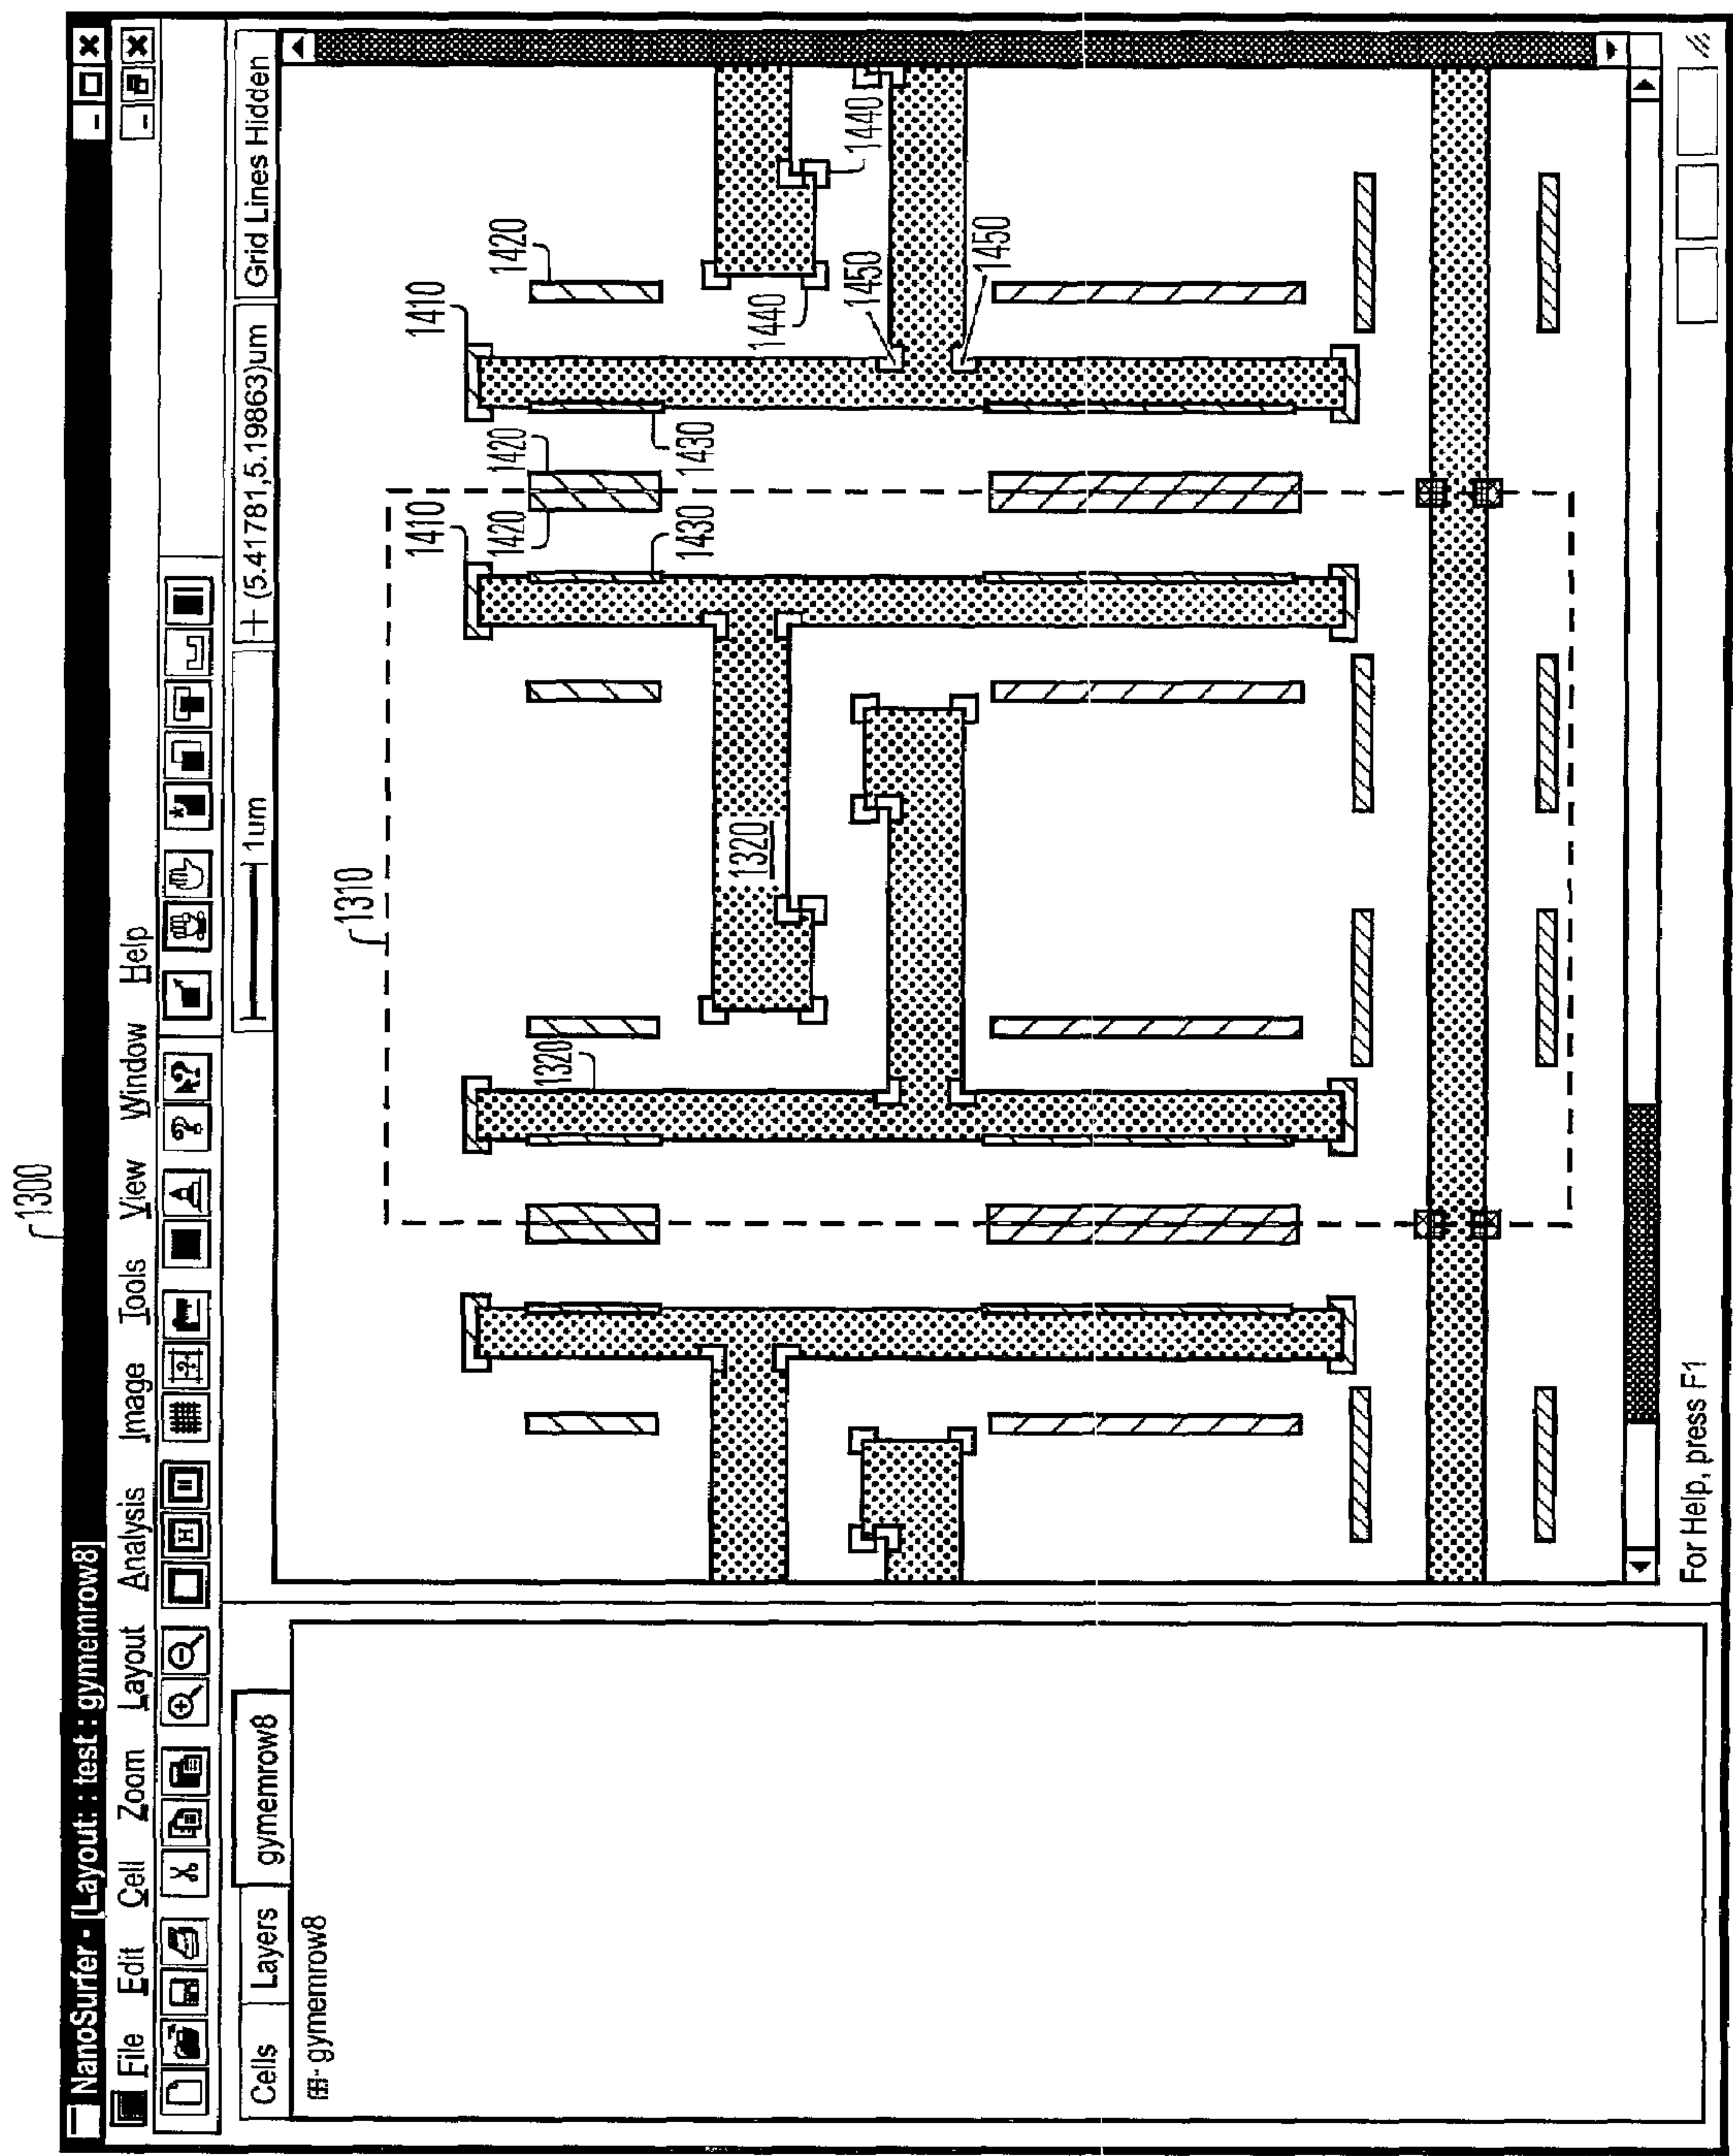 1300
NanoSurfer - [Layout: : test : gymemrow8]
File Edit Cell Zoom Layout Analysis Image Tools View Window Help
Cells Layers gymemrow8
1um
(5.41781,5.19863)um
Grid Lines Hidden
gymemrow8
1310
1410
1410
1420
1420
1420
1430
1430
1320
1320
1440
1440
1450
1450
For Help, press F1